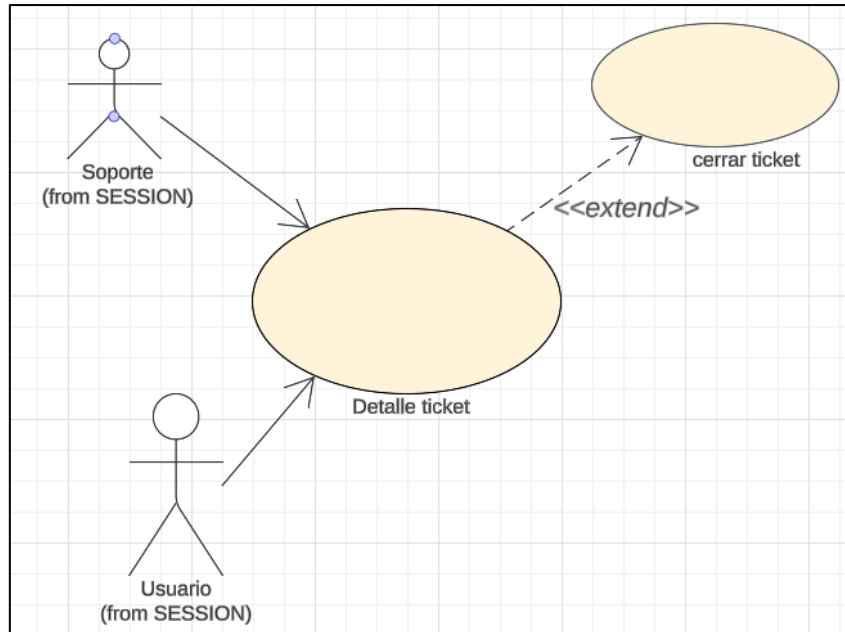 Soporte
(from SESSION)
cerrar ticket
<<extend>>
Detalle ticket
Usuario
(from SESSION)